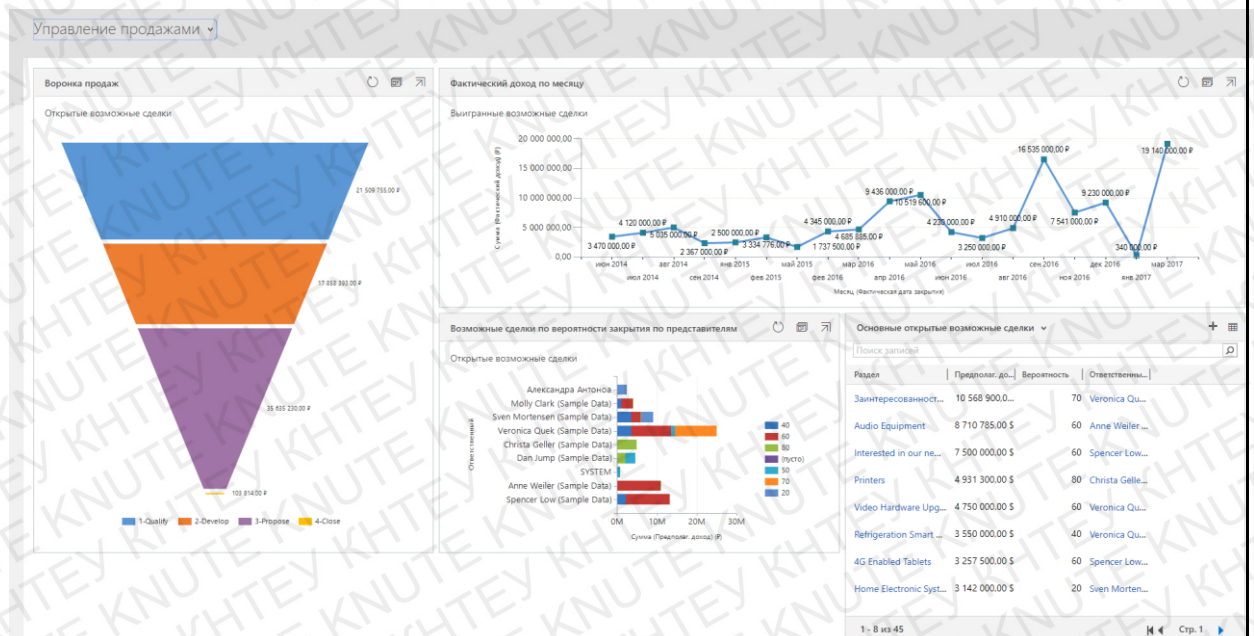 Управление продажами
Воронка продаж
Открытые возможные сделки
21 509 755.00 ₽
35 635 230.00 ₽
103 814.00 ₽
1-Qualify 2-Develop 3-Propose 4-Close
Фактический доход по месяцу
Выигранные возможные сделки
Сумма (Фактический доход) (₽)
20 000 000,00
15 000 000,00
10 000 000,00
5 000 000,00
0,00
3 470 000,00 ₽
4 120 000,00 ₽
5 035 000,00 ₽
2 367 000,00 ₽
2 500 000,00 ₽
3 334 776,00 ₽
1 737 500,00 ₽
4 345 000,00 ₽
4 685 885,00 ₽
9 436 000,00 ₽
10 519 600,00 ₽
4 235 000,00 ₽
3 250 000,00 ₽
4 910 000,00 ₽
16 535 000,00 ₽
7 541 000,00 ₽
9 230 000,00 ₽
340 000,00 ₽
19 140 000,00 ₽
июн 2014 авг 2014 янв 2015 май 2015 мар 2016 май 2016 июл 2016 сен 2016 дек 2016 мар 2017
июл 2014 сен 2014 фев 2015 фев 2016 апр 2016 июн 2016 авг 2016 ноя 2016 янв 2017
Месяц (Фактическая дата закрытия)
Возможные сделки по вероятности закрытия по представителям
Открытые возможные сделки
Ответственный
Александра Антонов
Molly Clark (Sample Data)
Sven Mortensen (Sample Data)
Veronica Quek (Sample Data)
Christa Geller (Sample Data)
Dan Jump (Sample Data)
SYSTEM
Anne Weiler (Sample Data)
Spencer Low (Sample Data)
0M 10M 20M 30M
Сумма (Предполаг. доход) (₽)
40
60
80
(пусто)
50
70
20
Основные открытые возможные сделки
Поиск записей
Раздел Предполаг. до... Вероятность Ответственны...
Заинтересованност... 10 568 900,0... 70 Veronica Qu...
Audio Equipment 8 710 785.00 $ 60 Anne Weiler ...
Interested in our ne... 7 500 000.00 $ 60 Spencer Low...
Printers 4 931 300.00 $ 80 Christa Gelle...
Video Hardware Upg... 4 750 000.00 $ 60 Veronica Qu...
Refrigeration Smart ... 3 550 000.00 $ 40 Veronica Qu...
4G Enabled Tablets 3 257 500.00 $ 60 Spencer Low...
Home Electronic Syst... 3 142 000.00 $ 20 Sven Morten...
1 - 8 из 45 Стр. 1
KNUTE КНТЕУ